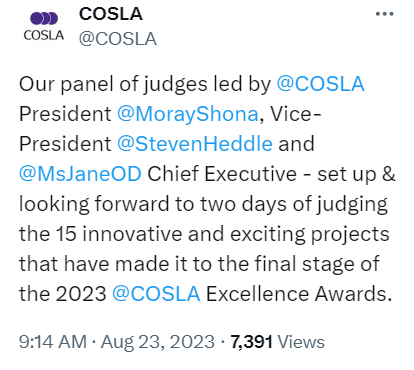 COSLA
COSLA
@COSLA
Our panel of judges led by @COSLA
President @MorayShona, Vice-
President @StevenHeddle and
@MsJaneOD Chief Executive - set up &
looking forward to two days of judging
the 15 innovative and exciting projects
that have made it to the final stage of
the 2023 @COSLA Excellence Awards.
9:14 AM · Aug 23, 2023 · 7,391 Views